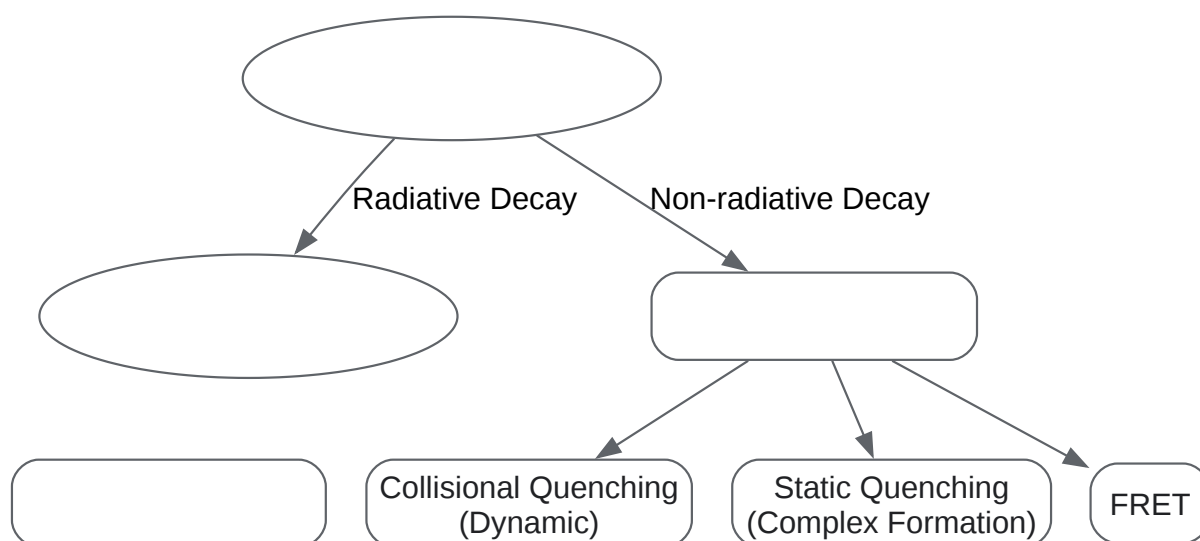 Radiative Decay
Non-radiative Decay
Collisional Quenching
(Dynamic)
Static Quenching
(Complex Formation)
FRET